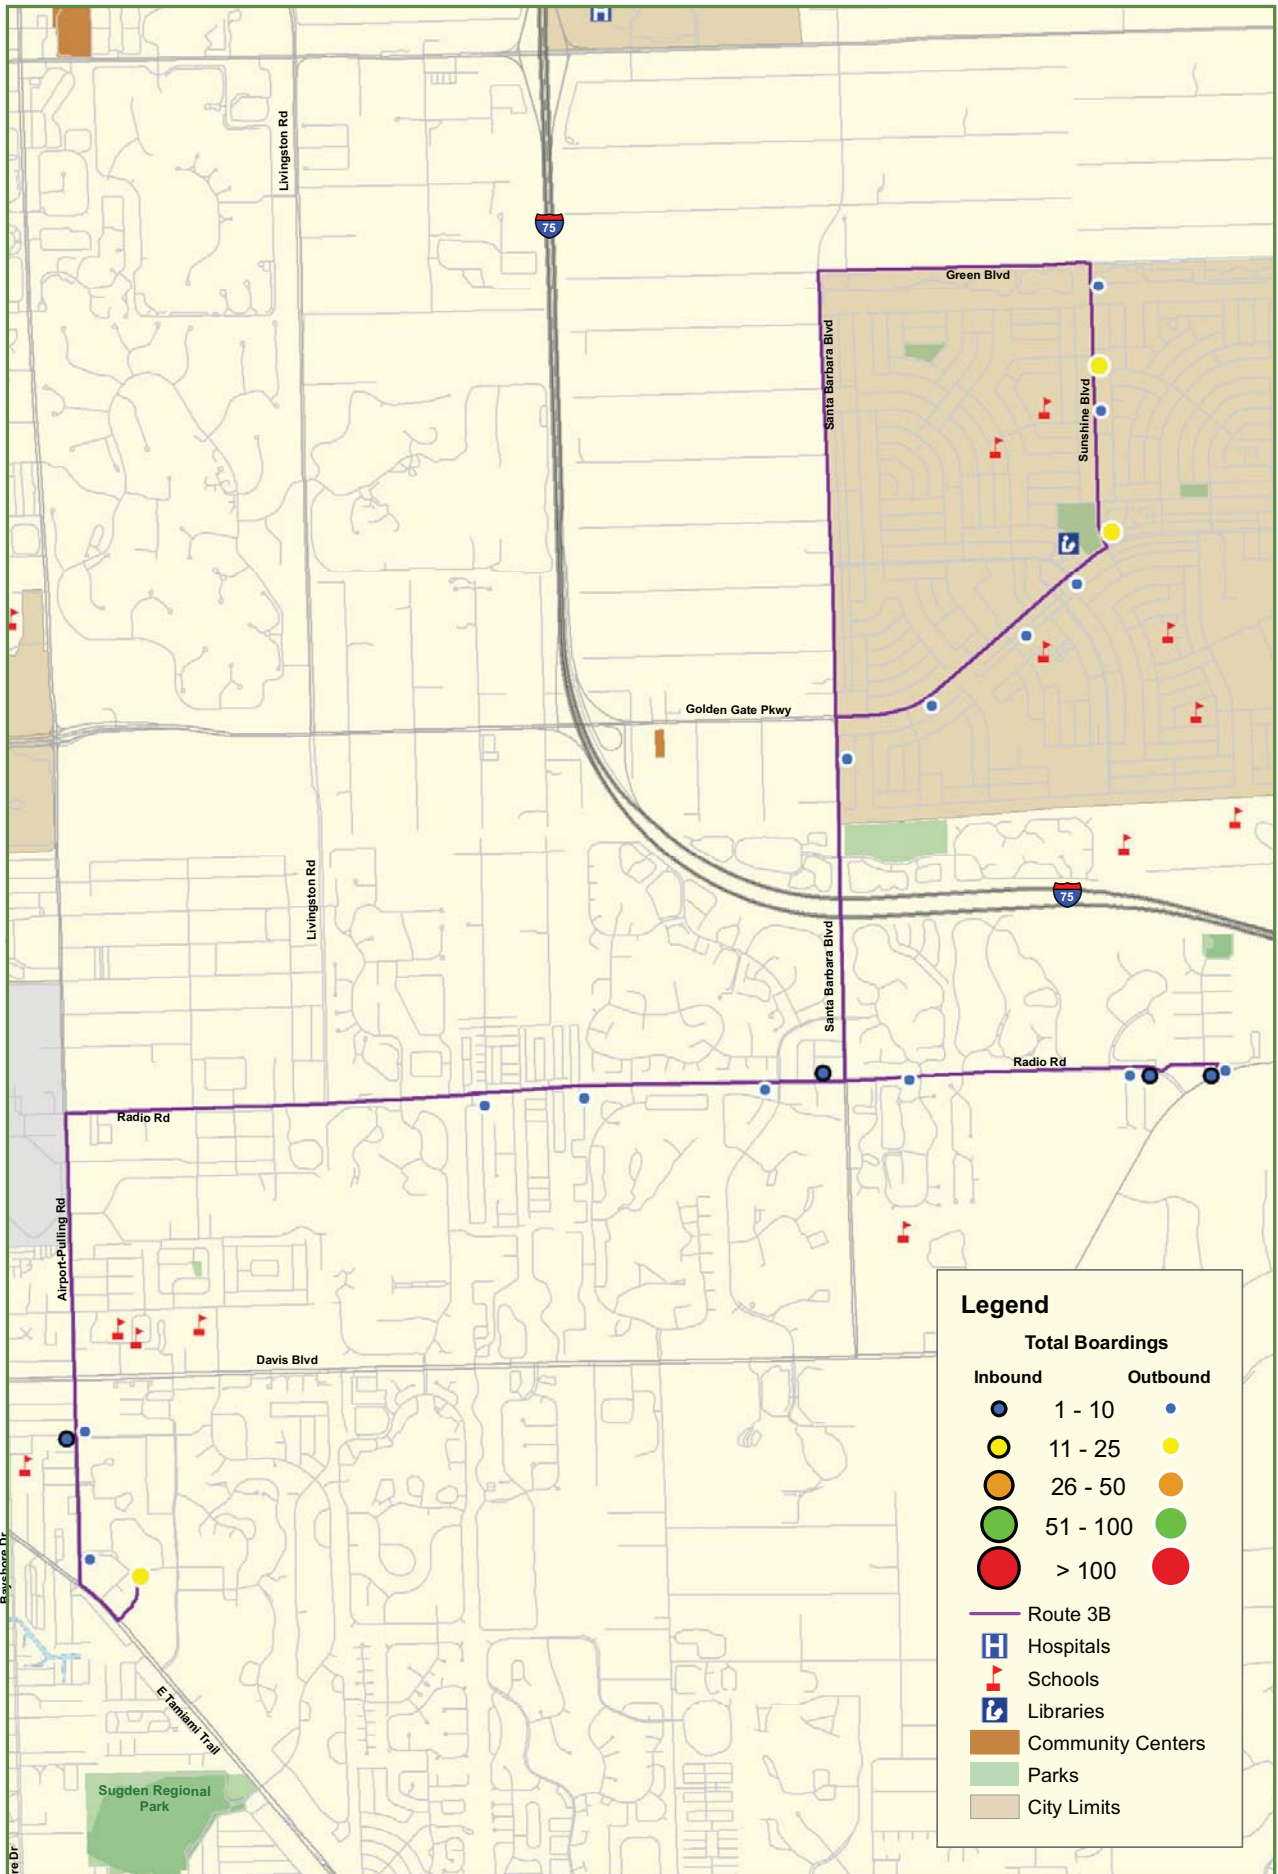 H
Livingston Rd
75
Green Blvd
Santa Barbara Blvd
Sunshine Blvd
Golden Gate Pkwy
Livingston Rd
75
Santa Barbara Blvd
Radio Rd
Radio Rd
Airport-Pulling Rd
Davis Blvd
Bayshore Dr
E Tamiami Trail
Sugden Regional
Park
re Dr
Legend
Total Boardings
Inbound Outbound
1 - 10
11 - 25
26 - 50
51 - 100
> 100
Route 3B
H Hospitals
Schools
Libraries
Community Centers
Parks
City Limits